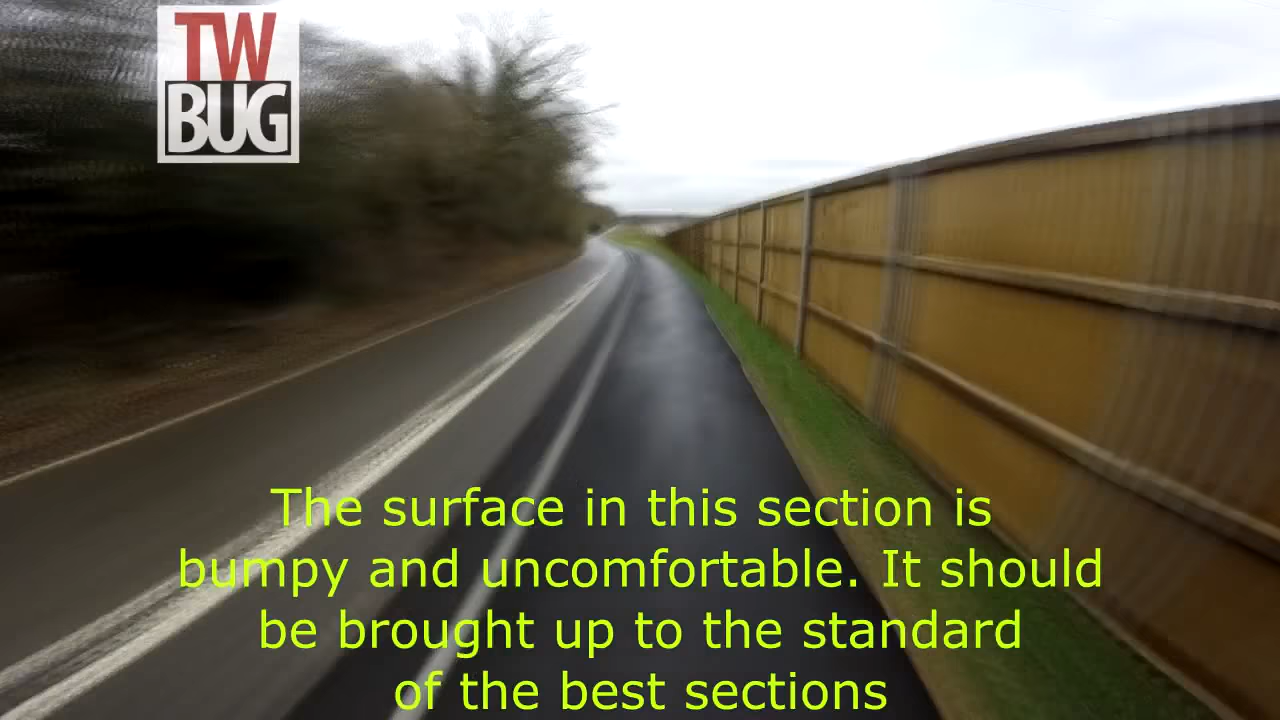 TW
BUG
The surface in this section is
bumpy and uncomfortable. It should
be brought up to the standard
of the best sections